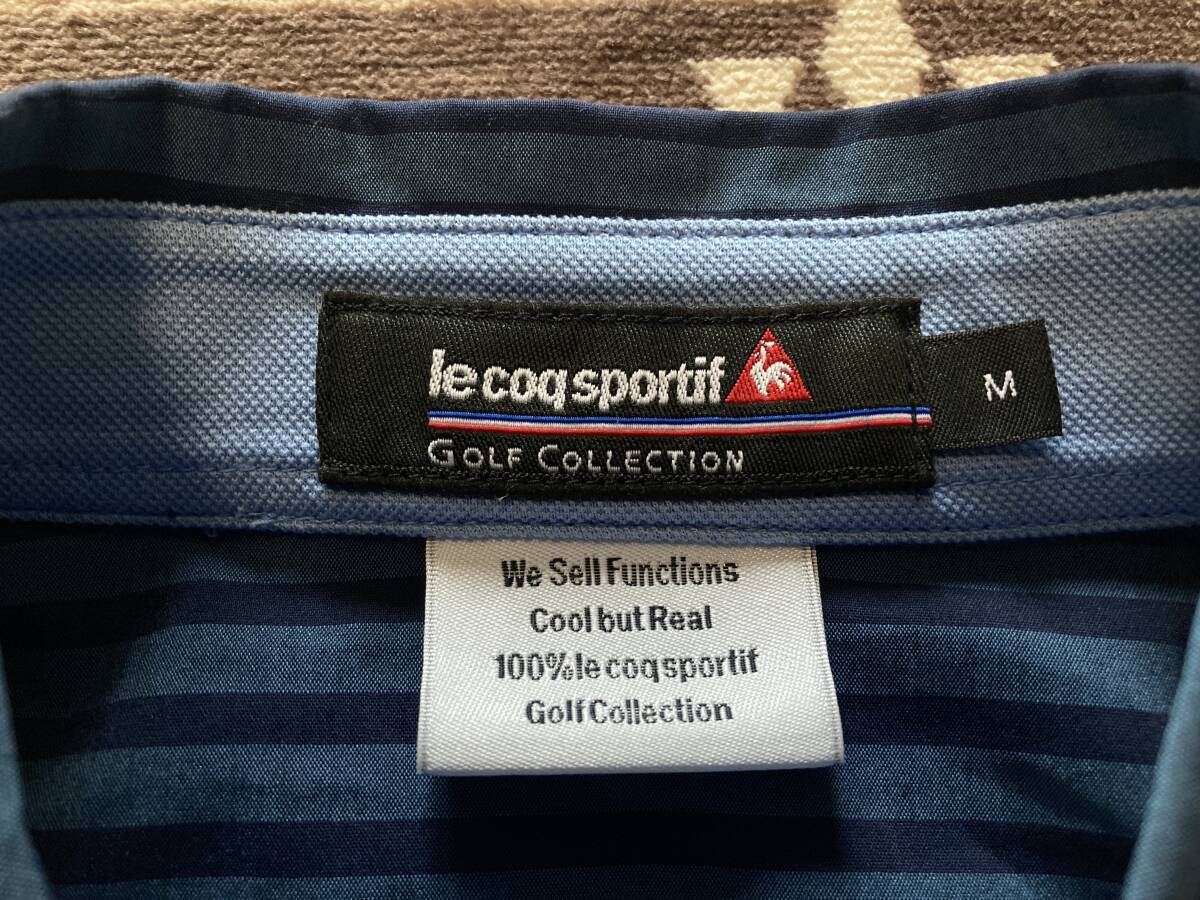 le coq sportif
GOLF COLLECTION
M
We Sell Functions
Cool but Real
100% le coq sportif
Golf Collection